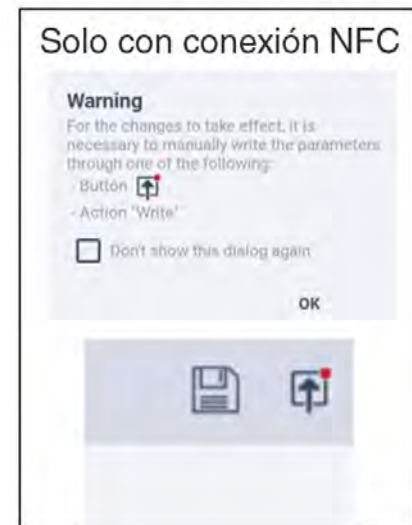 Solo con conexión NFC
Warning
For the changes to take effect, it is
necessary to manually write the parameters
through one of the following:
- Button
- Action "Write"
Don't show this dialog again
OK